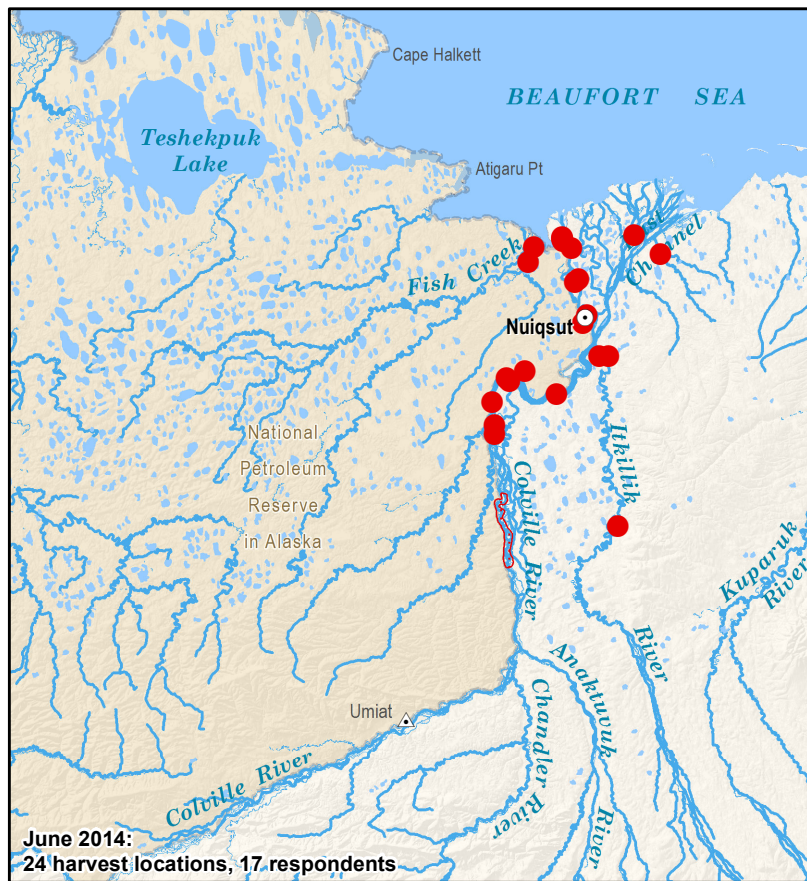 Cape Halkett
BEAUFORT SEA
Teshekpuk
Lake
Atigaru Pt
East
Channel
Fish Creek
Nuiqsut
National
Petroleum
Reserve
in Alaska
Colville River
Itkillik
River
Kuparuk
River
Umiat
Anaktuvuk
River
Chandler River
Colville River
June 2014:
24 harvest locations, 17 respondents